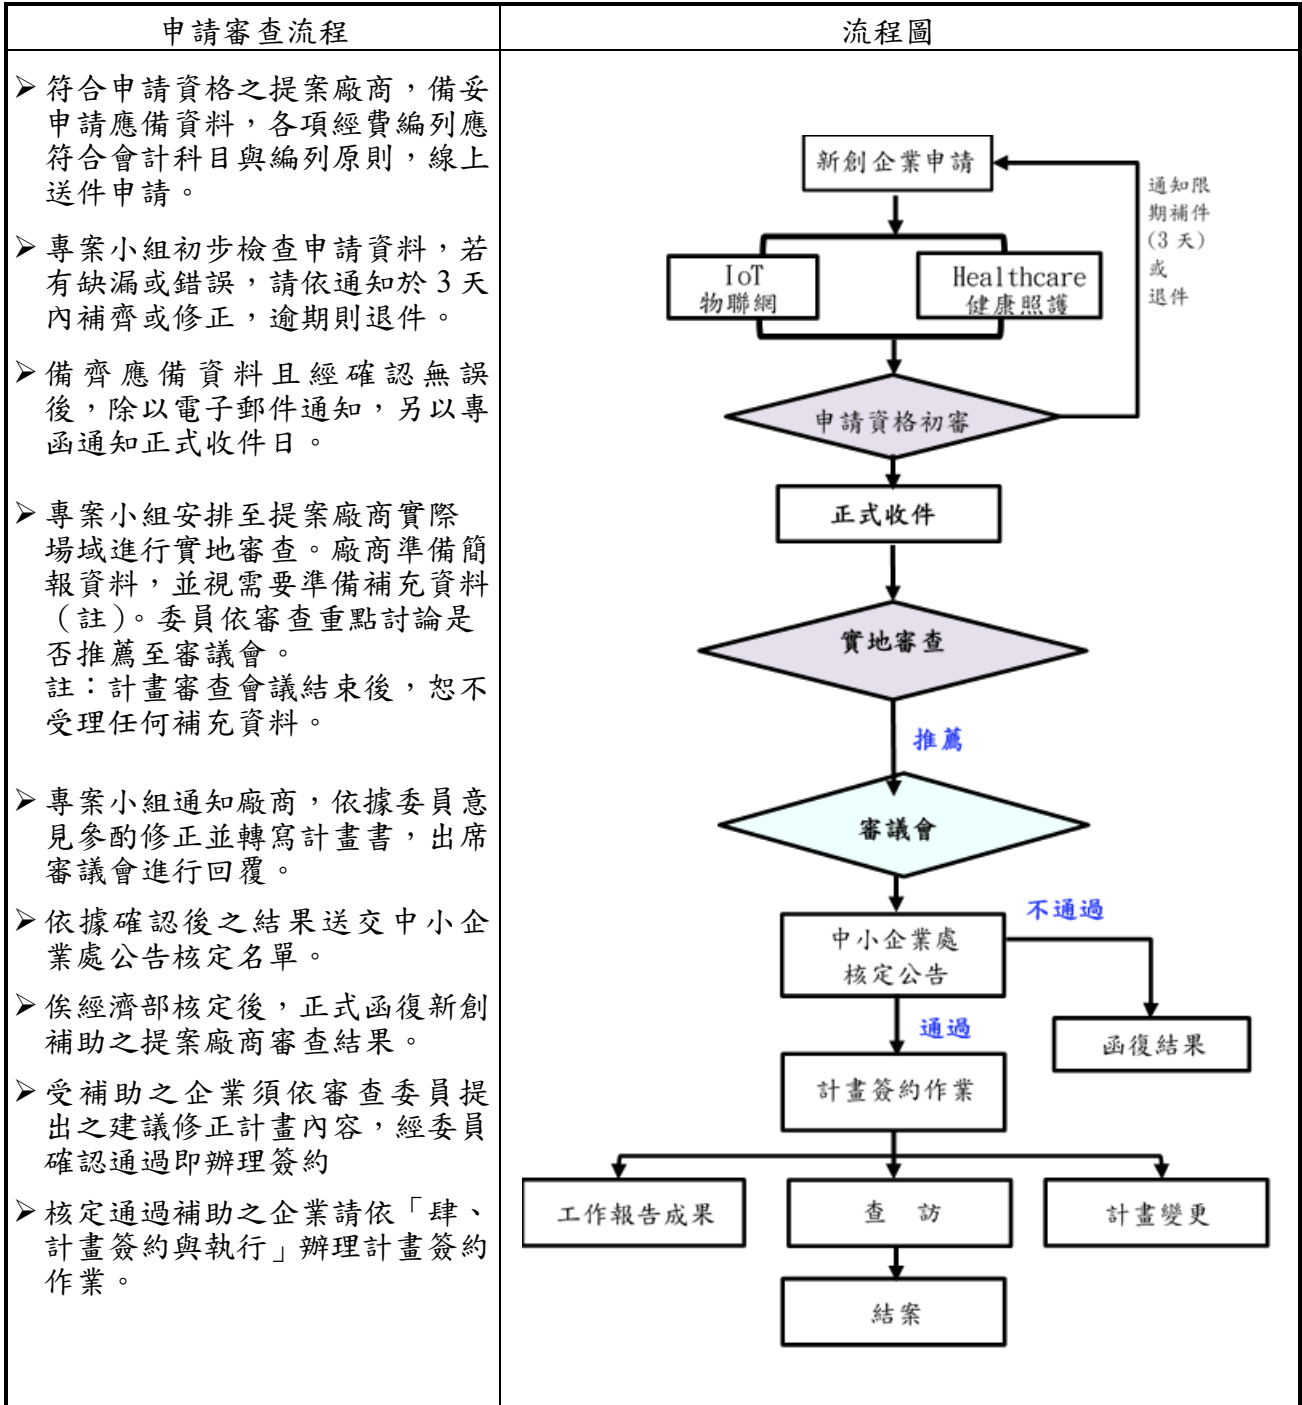 申請審查流程
流程圖
➢符合申請資格之提案廠商，備妥
申請應備資料，各項經費編列應
符合會計科目與編列原則，線上
送件申請。
➢專案小組初步檢查申請資料，若
有缺漏或錯誤，請依通知於3天
內補齊或修正，逾期則退件。
➢備齊應備資料且經確認無誤
後，除以電子郵件通知，另以專
函通知正式收件日。
➢專案小組安排至提案廠商實際
場域進行實地審查。廠商準備簡
報資料，並視需要準備補充資料
（註）。委員依審查重點討論是
否推薦至審議會。
註：計畫審查會議結束後，恕不
受理任何補充資料。
➢專案小組通知廠商，依據委員意
見參酌修正並轉寫計畫書，出席
審議會進行回覆。
➢依據確認後之結果送交中小企
業處公告核定名單。
➢俟經濟部核定後，正式函復新創
補助之提案廠商審查結果。
➢受補助之企業須依審查委員提
出之建議修正計畫內容，經委員
確認通過即辦理簽約
➢核定通過補助之企業請依「肆、
計畫簽約與執行」辦理計畫簽約
作業。
新創企業申請
通知限
期補件
(3 天)
或
退件
IoT
物聯網
Healthcare
健康照護
申請資格初審
正式收件
實地審查
推薦
審議會
中小企業處
核定公告
不通過
通過
函復結果
計畫簽約作業
工作報告成果
查 訪
計畫變更
結案